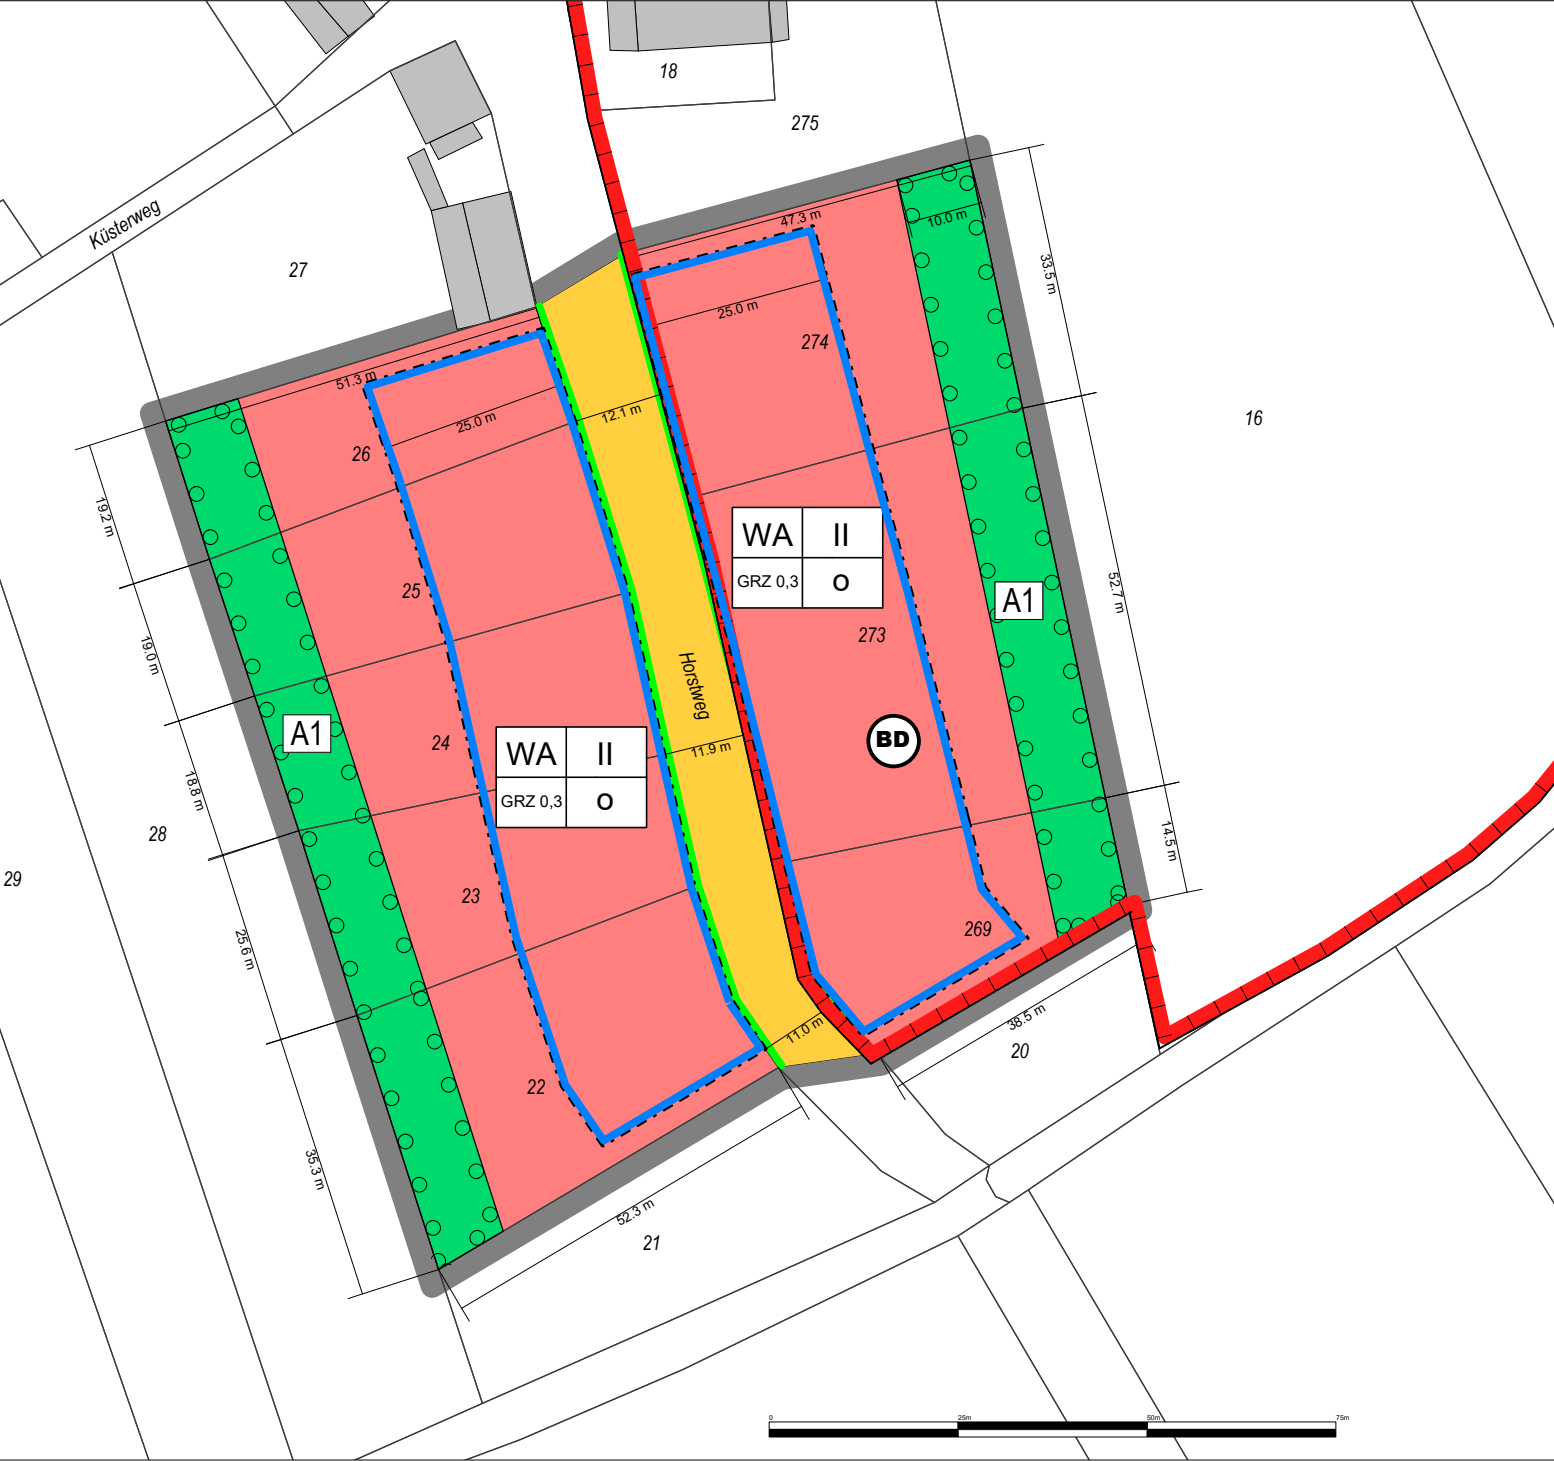 18
275
Küsterweg
27
47.3 m
10.0 m
33.5 m
25.0 m
274
51.3 m
25.0 m
12.1 m
26
16
19.2 m
WA II
GRZ 0,3 o
25
52.7 m
A1
273
19.0 m
Horstweg
A1
24
WA II
GRZ 0,3 o
11.9 m
BD
18.8 m
28
14.5 m
29
23
269
25.6 m
11.0 m
38.5 m
20
22
35.3 m
52.3 m
21
0 25m 50m 75m